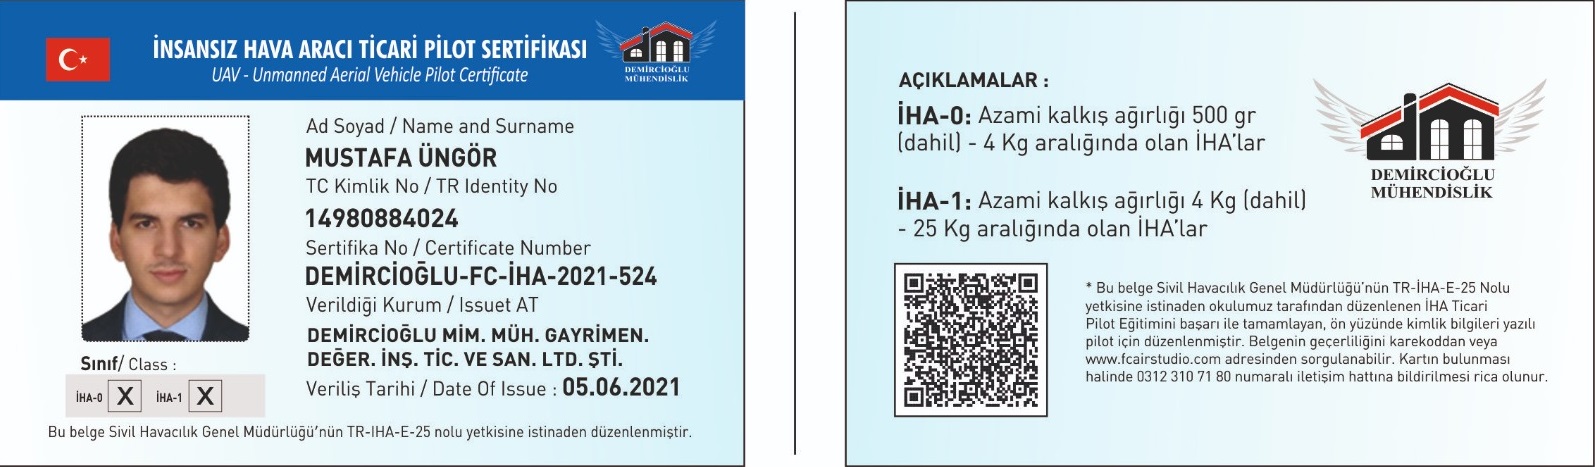 İNSANSIZ HAVA ARACI TİCARİ PİLOT SERTİFİKASI
UAV - Unmanned Aerial Vehicle Pilot Certificate
DEMİRCİOĞLU
MÜHENDİSLİK
Ad Soyad / Name and Surname
MUSTAFA ÜNGÖR
TC Kimlik No / TR Identity No
14980884024
Sertifika No / Certificate Number
DEMİRCİOĞLU-FC-İHA-2021-524
Verildiği Kurum / Issuet AT
DEMİRCİOĞLU MİM. MÜH. GAYRİMEN.
DEĞER. İNŞ. TİC. VE SAN. LTD. ŞTİ.
Veriliş Tarihi / Date Of Issue : 05.06.2021
Sınıf/ Class :
İHA-0 X İHA-1 X
Bu belge Sivil Havacılık Genel Müdürlüğü'nün TR-IHA-E-25 nolu yetkisine istinaden düzenlenmiştir.
AÇIKLAMALAR :
İHA-0: Azami kalkış ağırlığı 500 gr
(dahil) - 4 Kg aralığında olan İHA'lar
İHA-1: Azami kalkış ağırlığı 4 Kg (dahil)
- 25 Kg aralığında olan İHA'lar
DEMİRCİOĞLU
MÜHENDİSLİK
* Bu belge Sivil Havacılık Genel Müdürlüğü'nün TR-İHA-E-25 Nolu
yetkisine istinaden okulumuz tarafından düzenlenen İHA Ticari
Pilot Eğitimini başarı ile tamamlayan, ön yüzünde kimlik bilgileri yazılı
pilot için düzenlenmiştir. Belgenin geçerliliğini karekoddan veya
www.fcairstudio.com adresinden sorgulanabilir. Kartın bulunması
halinde 0312 310 71 80 numaralı iletişim hattına bildirilmesi rica olunur.